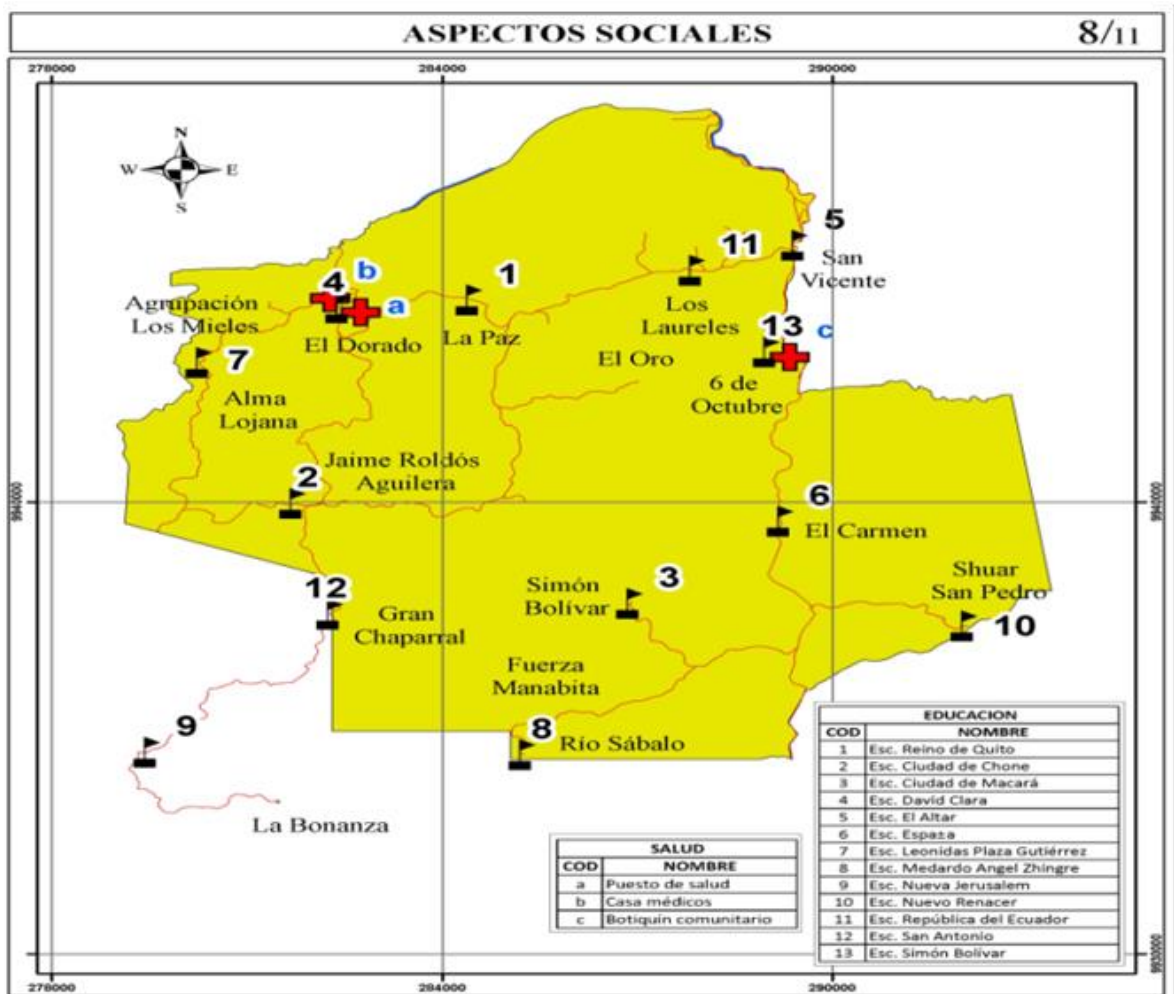 ASPECTOS SOCIALES 8/11
278000 284000 290000
N
W E
S
5
San
Vicente
11
Los
Laureles
b
4
a
1
Agrupación
Los Mieles
El Dorado
La Paz
13
c
El Oro
6 de
Octubre
7
Alma
Lojana
Jaime Roldós
Aguilera
2
9940000
9940000
6
El Carmen
Shuar
San Pedro
10
12
Gran
Chaparral
Simón
Bolívar
3
Fuerza
Manabita
9
8
Río Sábalo
La Bonanza
SALUD
COD NOMBRE
a Puesto de salud
b Casa médicos
c Botiquín comunitario
EDUCACION
COD NOMBRE
1 Esc. Reino de Quito
2 Esc. Ciudad de Chone
3 Esc. Ciudad de Macará
4 Esc. David Clara
5 Esc. El Altar
6 Esc. Espa±a
7 Esc. Leonidas Plaza Gutiérrez
8 Esc. Medardo Angel Zhingre
9 Esc. Nueva Jerusalem
10 Esc. Nuevo Renacer
11 Esc. República del Ecuador
12 Esc. San Antonio
13 Esc. Simón Bolívar
9930000
9930000
278000 284000 290000